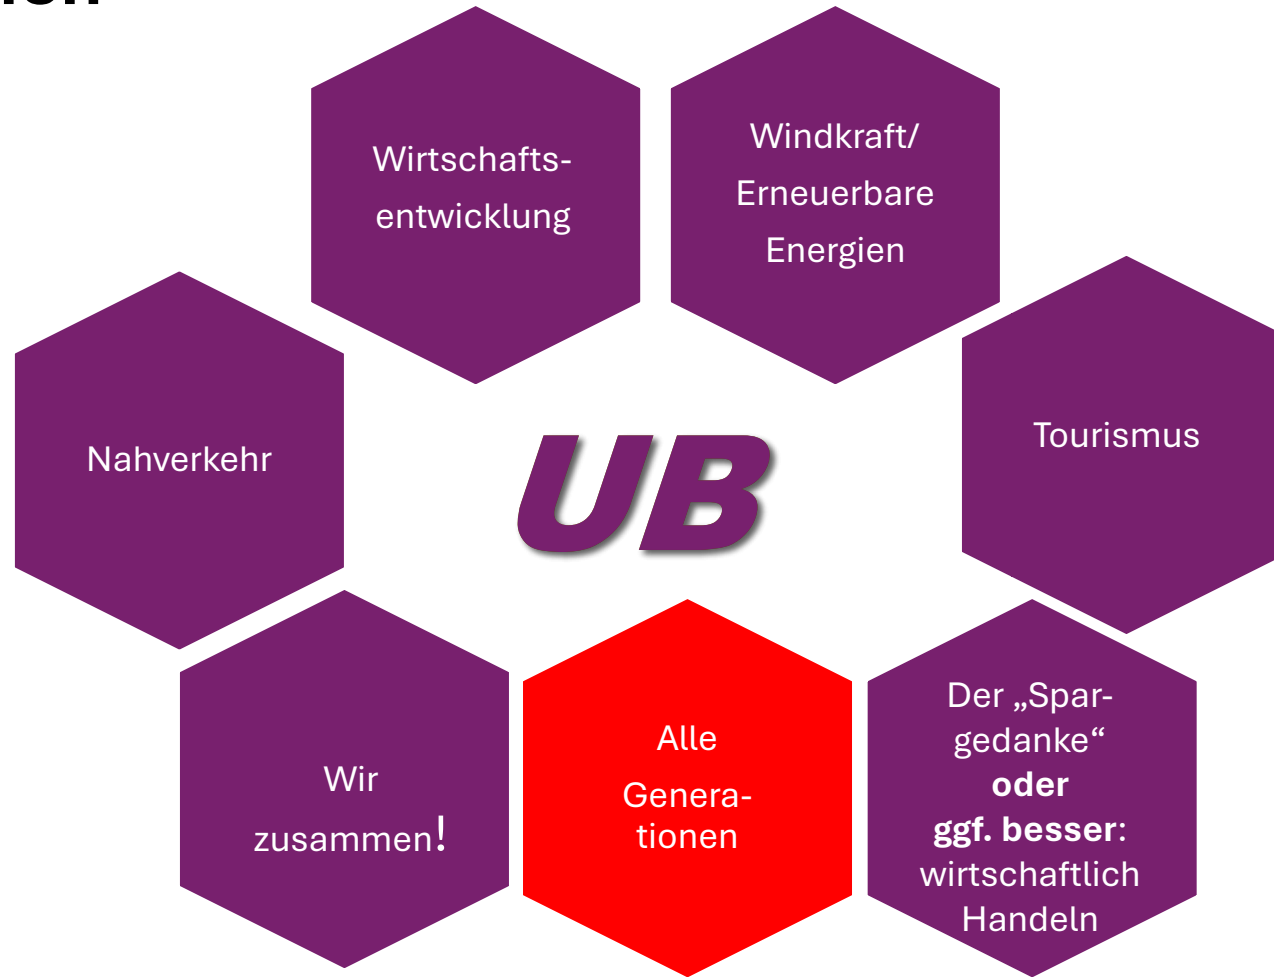 Wirtschafts-
entwicklung
Windkraft/
Erneuerbare
Energien
Nahverkehr
Tourismus
UB
Wir
zusammen!
Alle
Genera-
tionen
Der „Spar-
gedanke“
oder
ggf. besser:
wirtschaftlich
Handeln